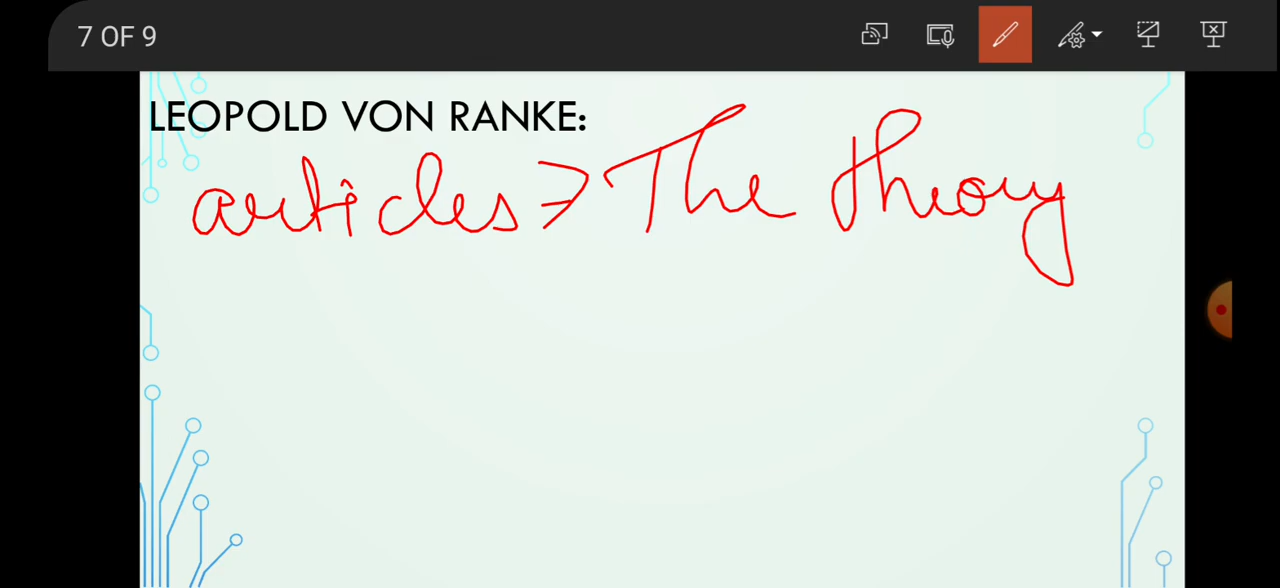 7 OF 9
LEOPOLD VON RANKE:
articles => The theory